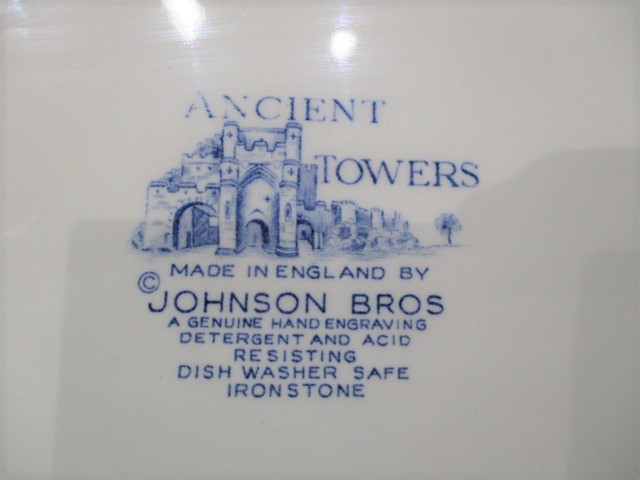 ANCIENT
TOWERS
MADE IN ENGLAND BY
© JOHNSON BROS
A GENUINE HAND ENGRAVING
DETERGENT AND ACID
RESISTING
DISH WASHER SAFE
IRONSTONE